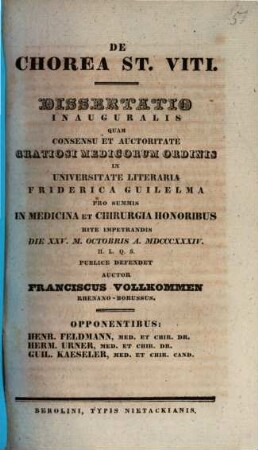 DE
CHOREA ST. VITI.
DISSERTATIO
INAUGURALIS
QUAM
CONSENSU ET AUCTORITATE
GRATIOSI MEDICORUM ORDINIS
IN
UNIVERSITATE LITERARIA
FRIDERICA GUILELMA
PRO SUMMIS
IN MEDICINA ET CHIRURGIA HONORIBUS
RITE IMPETRANDIS
DIE XXV. M. OCTOBRIS A. MDCCCXXXIV.
H. L. Q. S.
PUBLICE DEFENDET
AUCTOR
FRANCISCUS VOLLKOMMEN
RHENANO-BORUSSUS.
OPPONENTIBUS:
HENR. FELDMANN, MED. ET CHIR. DR.
HERM. URNER, MED. ET CHIR. DR.
GUIL. KAESELER, MED. ET CHIR. CAND.
BEROLINI, TYPIS NIETACKIANIS.